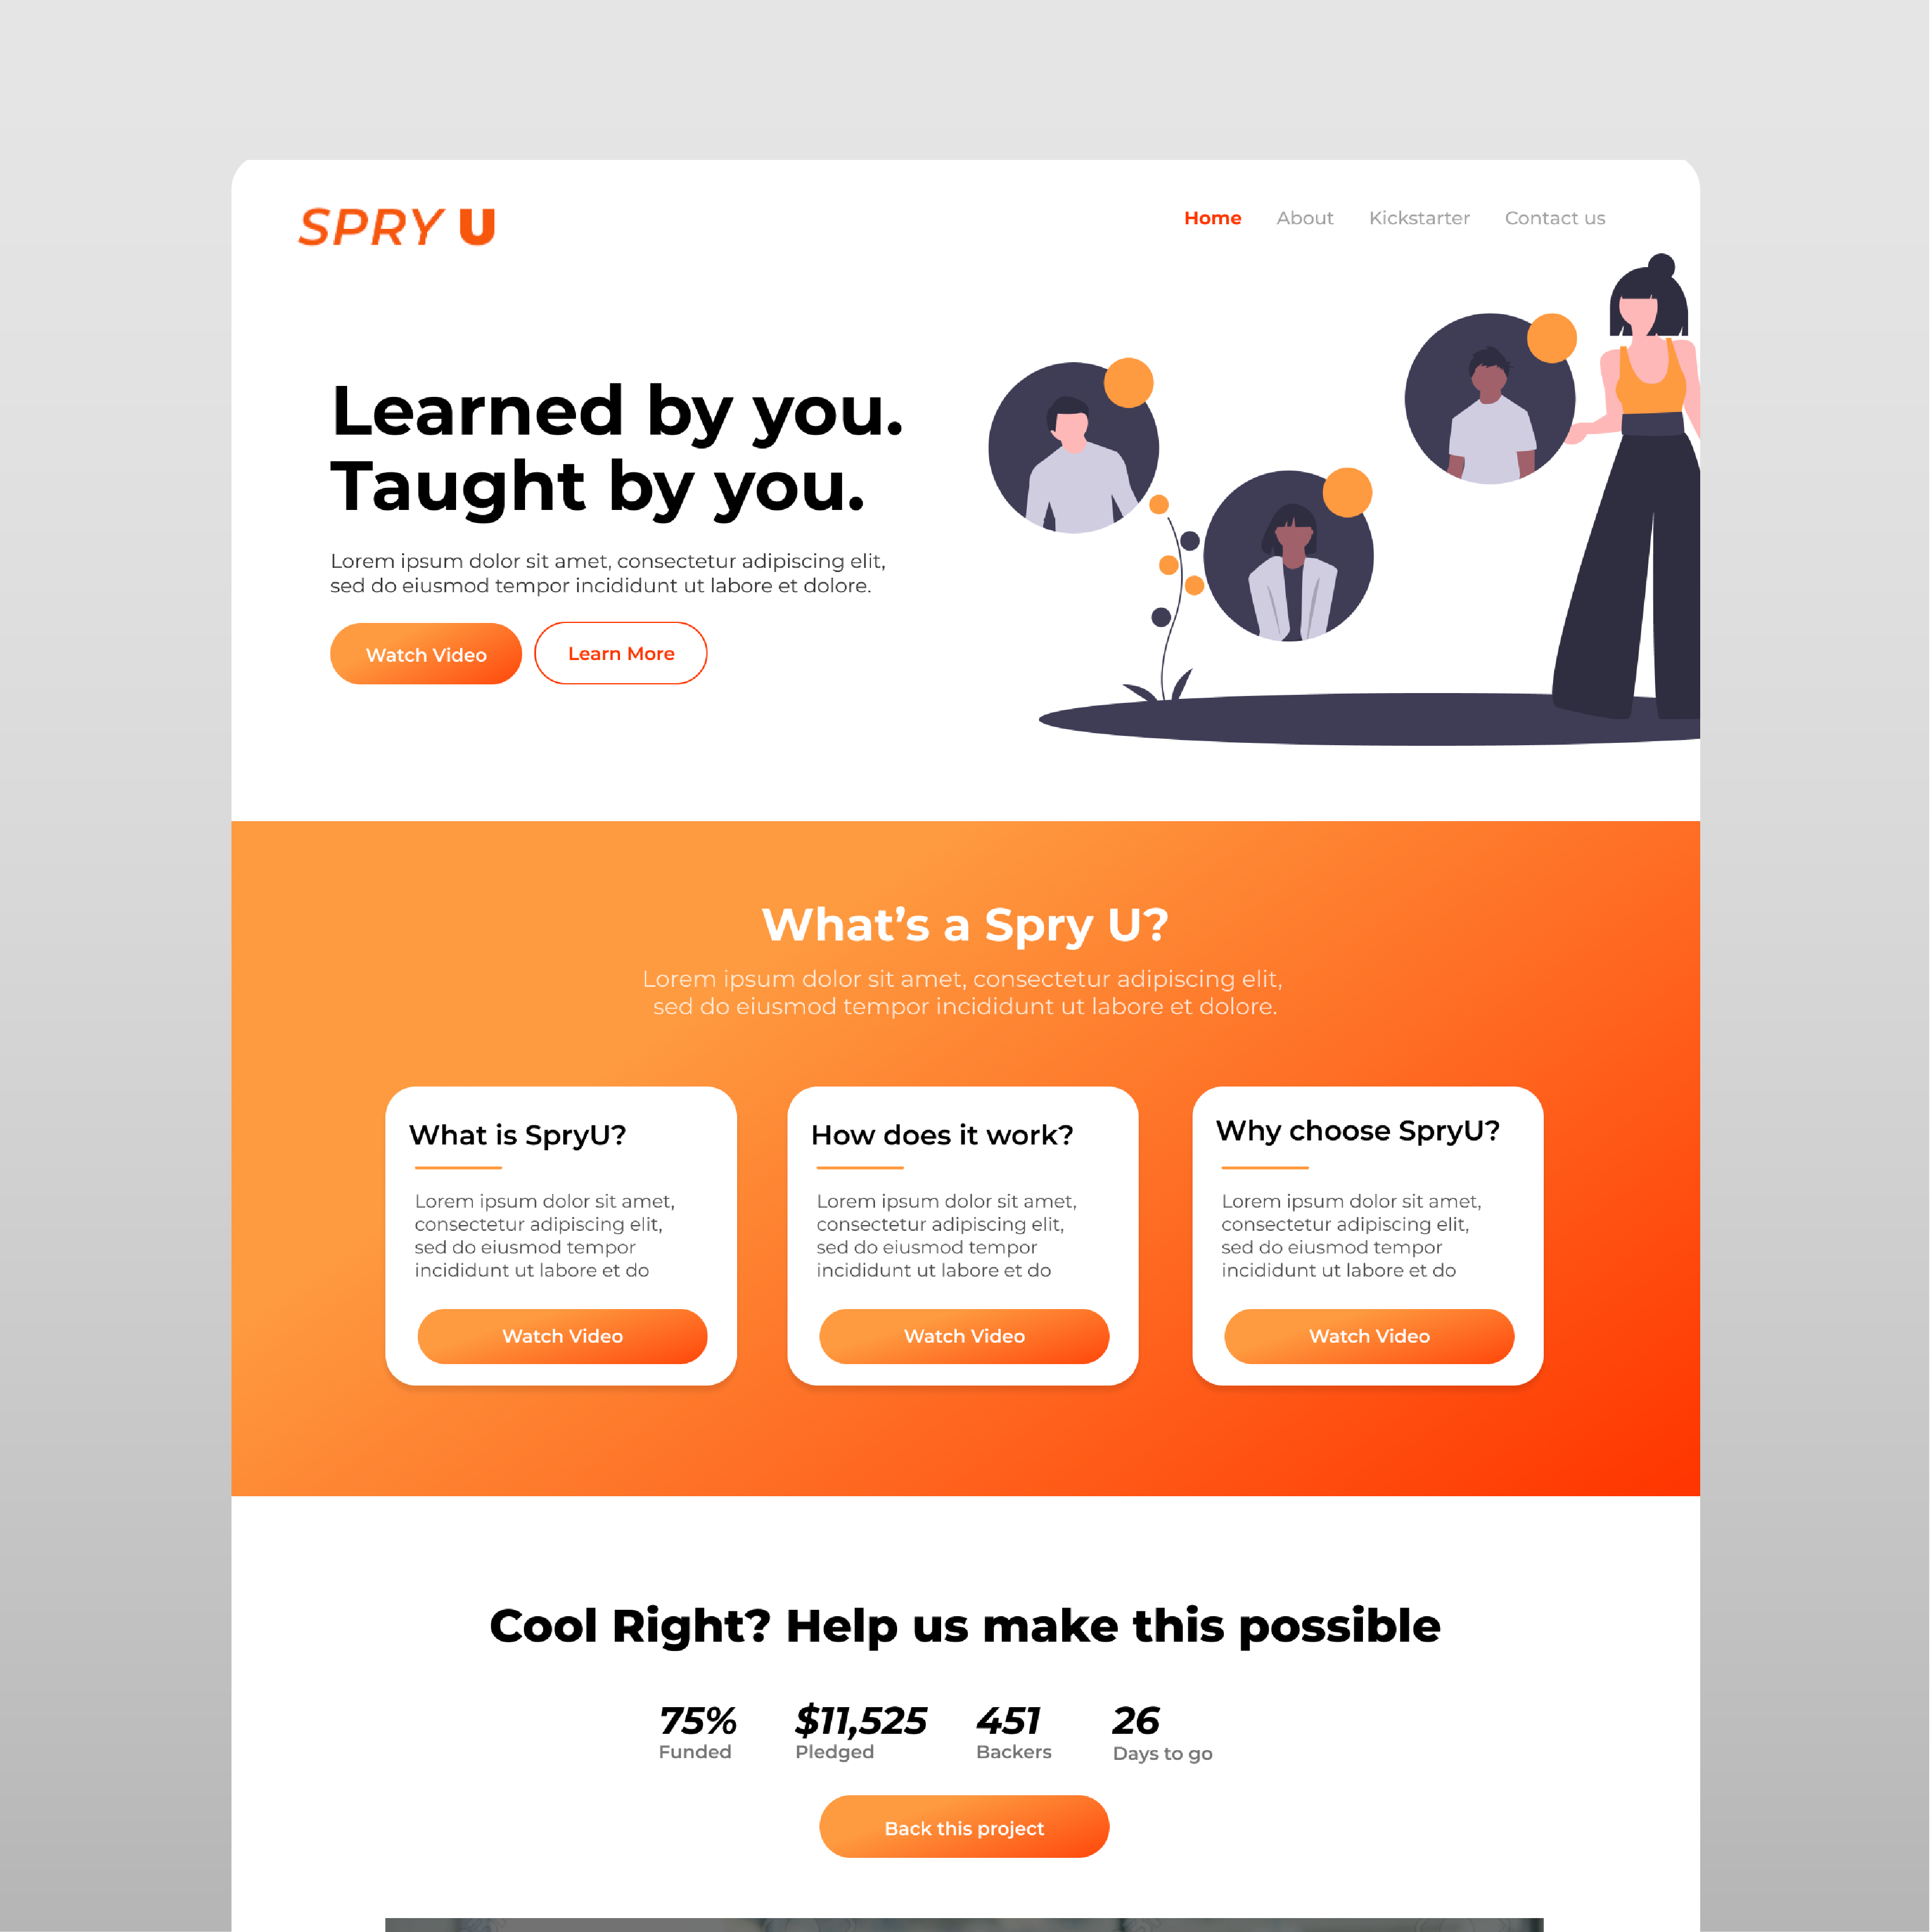 SPRY U
Home About Kickstarter Contact us
Learned by you.
Taught by you.
Lorem ipsum dolor sit amet, consectetur adipiscing elit,
sed do eiusmod tempor incididunt ut labore et dolore.
Watch Video
Learn More
What's a Spry U?
Lorem ipsum dolor sit amet, consectetur adipiscing elit,
sed do eiusmod tempor incididunt ut labore et dolore.
What is SpryU?
Lorem ipsum dolor sit amet,
consectetur adipiscing elit,
sed do eiusmod tempor
incididunt ut labore et do
Watch Video
How does it work?
Lorem ipsum dolor sit amet,
consectetur adipiscing elit,
sed do eiusmod tempor
incididunt ut labore et do
Watch Video
Why choose SpryU?
Lorem ipsum dolor sit amet,
consectetur adipiscing elit,
sed do eiusmod tempor
incididunt ut labore et do
Watch Video
Cool Right? Help us make this possible
75%
Funded
$11,525
Pledged
451
Backers
26
Days to go
Back this project